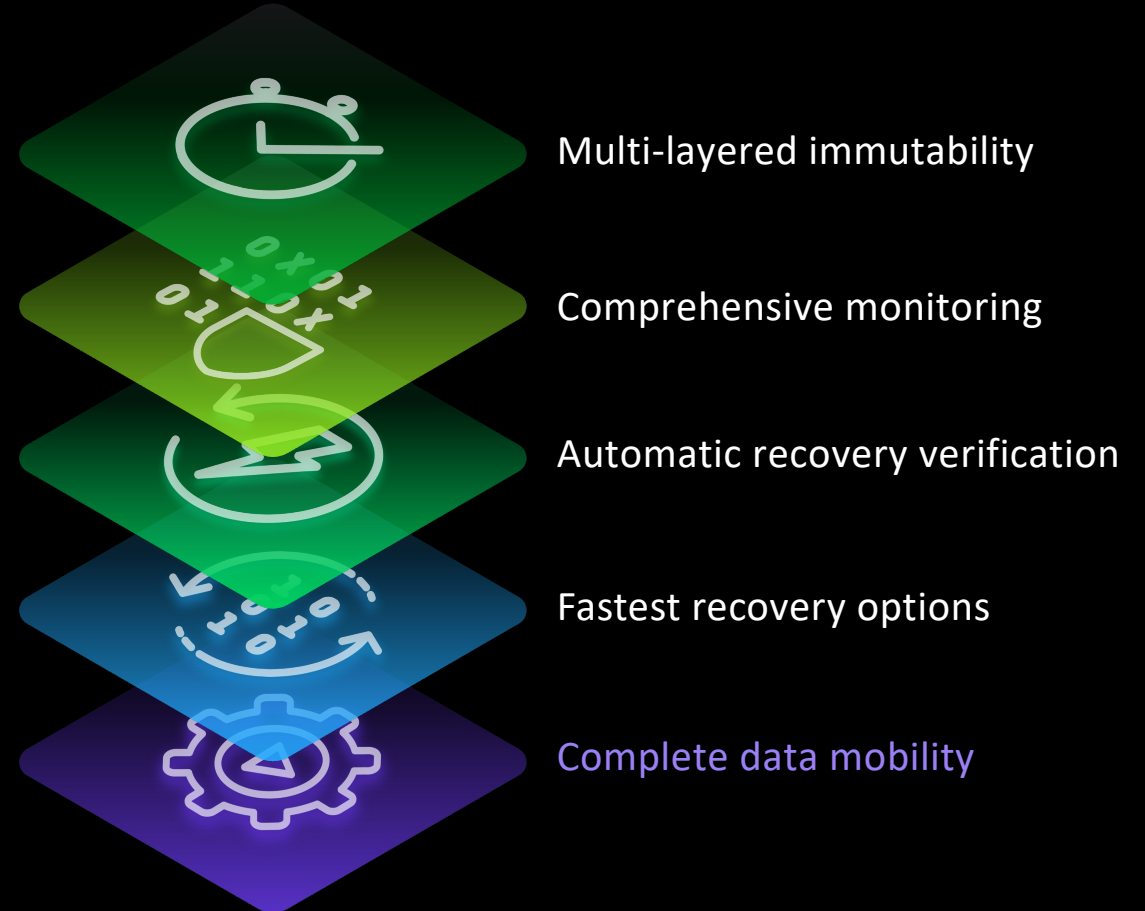 Multi-layered immutability
Comprehensive monitoring
Automatic recovery verification
Fastest recovery options
Complete data mobility